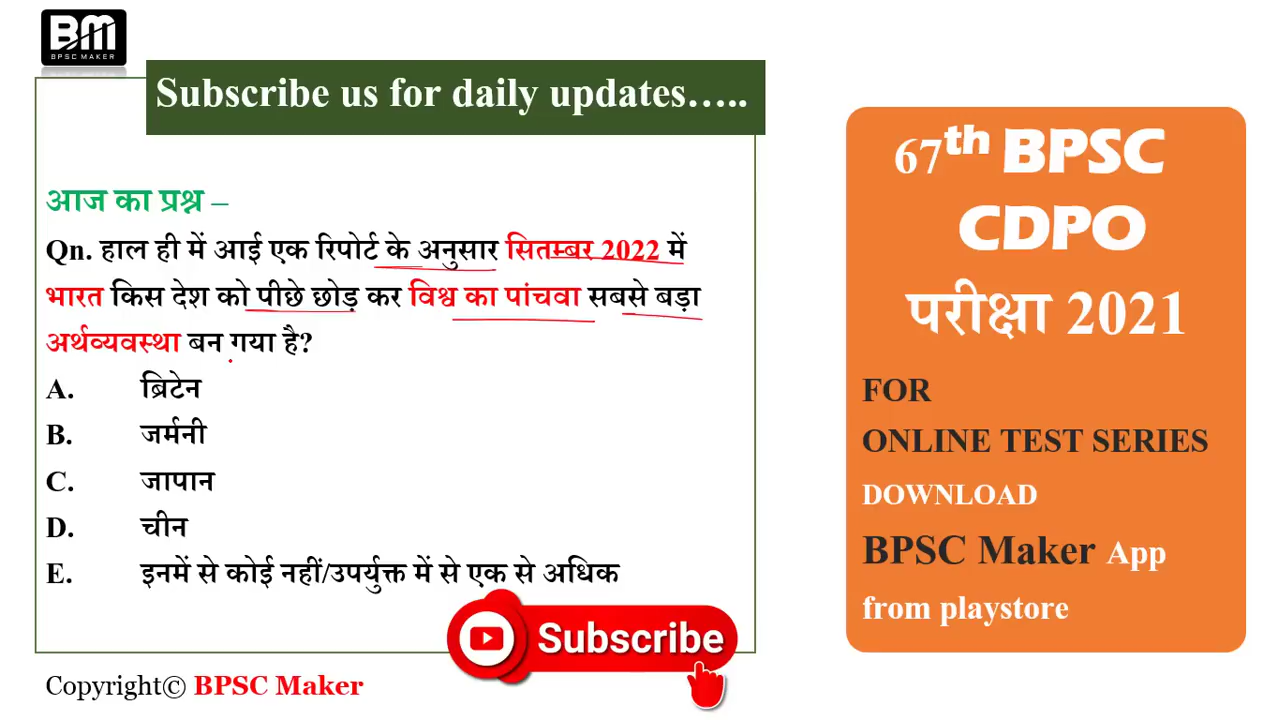 BM
BPSC MAKER
Subscribe us for daily updates…..
आज का प्रश्न –
Qn. हाल ही में आई एक रिपोर्ट के अनुसार सितम्बर 2022 में
भारत किस देश को पीछे छोड़ कर विश्व का पांचवा सबसे बड़ा
अर्थव्यवस्था बन गया है?
A. ब्रिटेन
B. जर्मनी
C. जापान
D. चीन
E. इनमें से कोई नहीं/उपर्युक्त में से एक से अधिक
Subscribe
Copyright© BPSC Maker
67th BPSC
CDPO
परीक्षा 2021
FOR
ONLINE TEST SERIES
DOWNLOAD
BPSC Maker App
from playstore